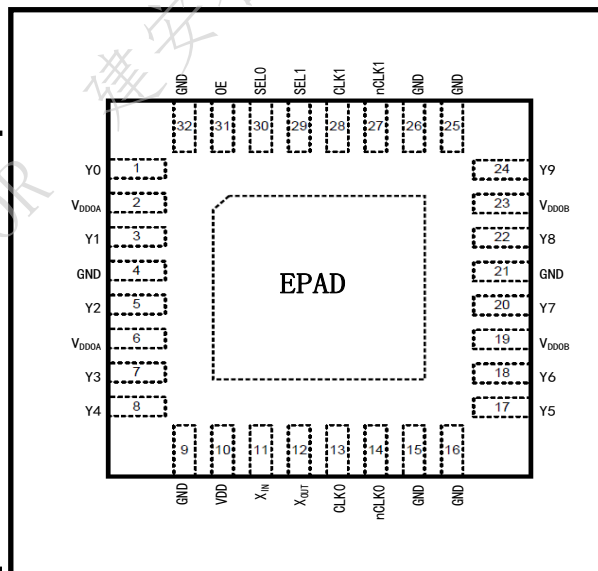 建安
OR
GND OE SEL0 SEL1 CLK1 nCLK1 GND GND
32 31 30 29 28 27 26 25
Y0 1 24 Y9
VDDOA 2 23 VDDOB
Y1 3 22 Y8
GND 4 21 GND
EPAD
Y2 5 20 Y7
VDDOA 6 19 VDDOB
Y3 7 18 Y6
Y4 8 17 Y5
9 10 11 12 13 14 15 16
GND VDD XIN XOUT CLK0 nCLK0 GND GND